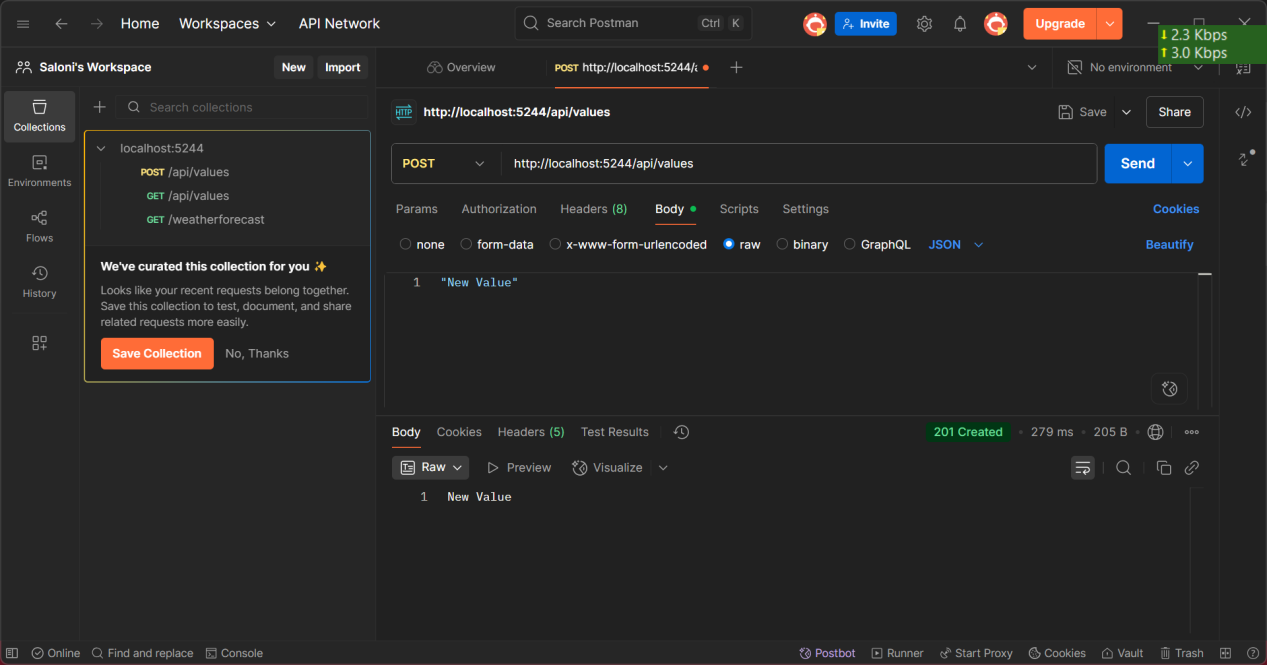 Home Workspaces API Network Search Postman Ctrl K Invite Upgrade
↓ 2.3 Kbps
↑ 3.0 Kbps
Saloni's Workspace New Import Overview POST http://localhost:5244/a No environment
Collections
Search collections
HTTP http://localhost:5244/api/values Save Share
localhost:5244
POST /api/values
GET /api/values
GET /weatherforecast
POST http://localhost:5244/api/values Send
Environments
Flows
History
Params Authorization Headers (8) Body Scripts Settings Cookies
none form-data x-www-form-urlencoded raw binary GraphQL JSON Beautify
We've curated this collection for you ✨
Looks like your recent requests belong together.
Save this collection to test, document, and share
related requests more easily.
Save Collection No, Thanks
1 "New Value"
Body Cookies Headers (5) Test Results 201 Created • 279 ms • 205 B
Raw Preview Visualize
1 New Value
Online Find and replace Console Postbot Runner Start Proxy Cookies Vault Trash